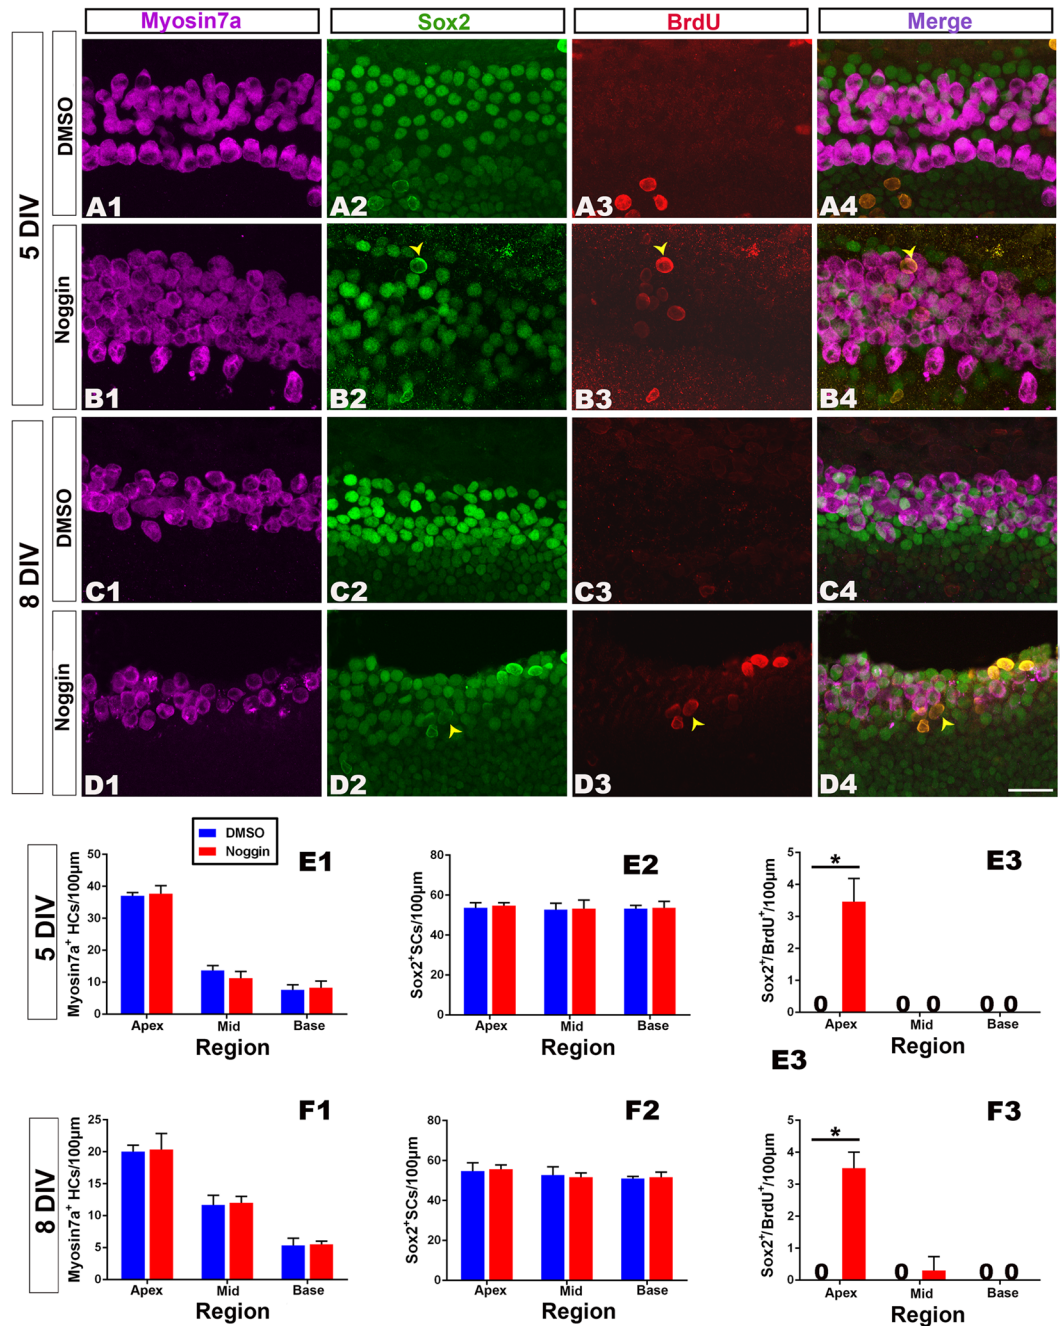 Myosin7a Sox2 BrdU Merge
5 DIV
DMSO
A1 A2 A3 A4
Noggin
B1 B2 B3 B4
8 DIV
DMSO
C1 C2 C3 C4
Noggin
D1 D2 D3 D4
DMSO
Noggin
5 DIV
E1
Myosin7a+ HCs/100μm
50
40
30
20
10
0
Apex Mid Base
Region
E2
Sox2+SCs/100μm
80
60
40
20
0
Apex Mid Base
Region
E3
Sox2+/BrdU+/100μm
5
4
3
2
1
0
*
0 0 0 0 0
Apex Mid Base
Region
E3
8 DIV
F1
Myosin7a+ HCs/100μm
25
20
15
10
5
0
Apex Mid Base
Region
F2
Sox2+SCs/100μm
80
60
40
20
0
Apex Mid Base
Region
F3
Sox2+/BrdU+/100μm
5
4
3
2
1
0
*
0 0 0 0
Apex Mid Base
Region